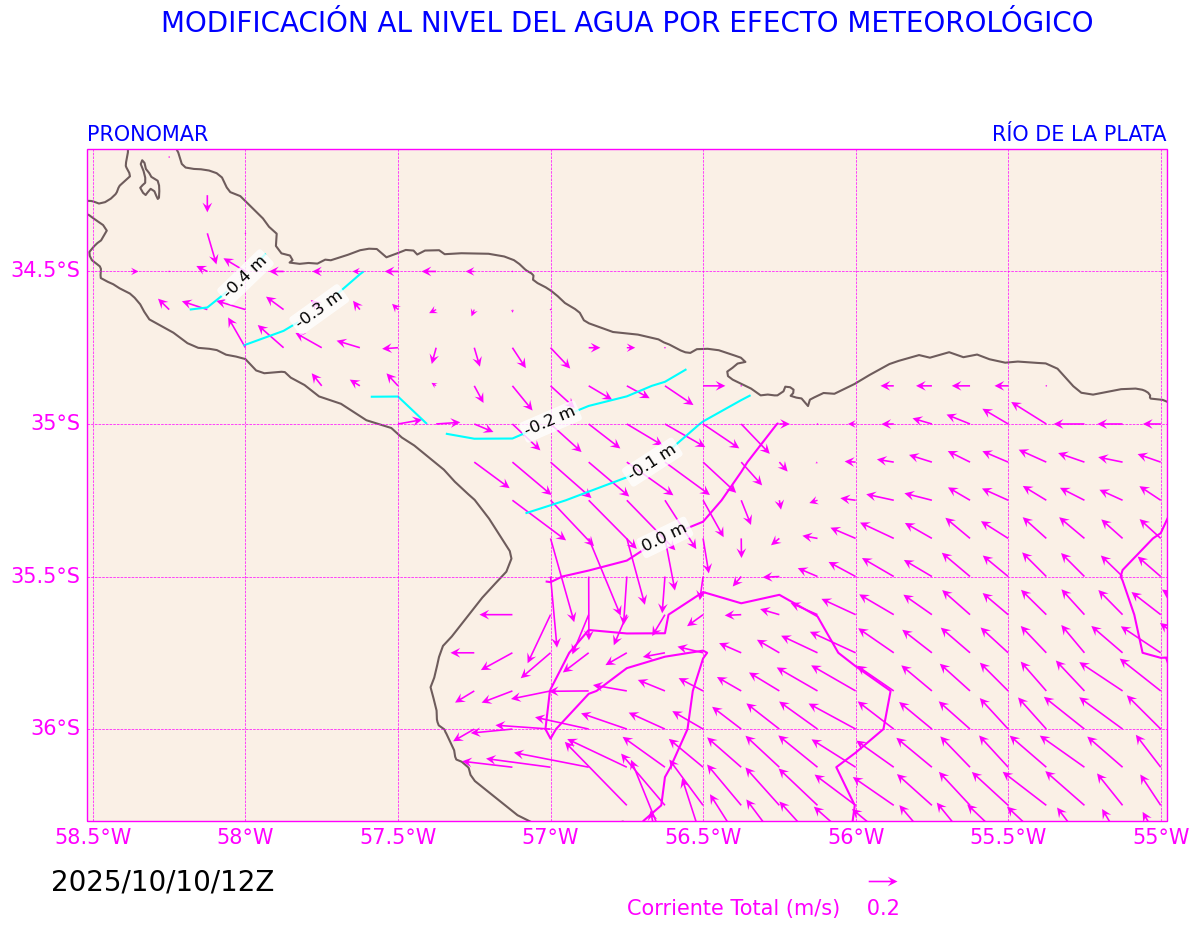 MODIFICACIÓN AL NIVEL DEL AGUA POR EFECTO METEOROLÓGICO
PRONOMAR RÍO DE LA PLATA
-0.4 m
34.5°S
-0.3 m
-0.2 m
35°S
-0.1 m
0.0 m
35.5°S
36°S
58.5°W 58°W 57.5°W 57°W 56.5°W 56°W 55.5°W 55°W
2025/10/10/12Z
Corriente Total (m/s) 0.2